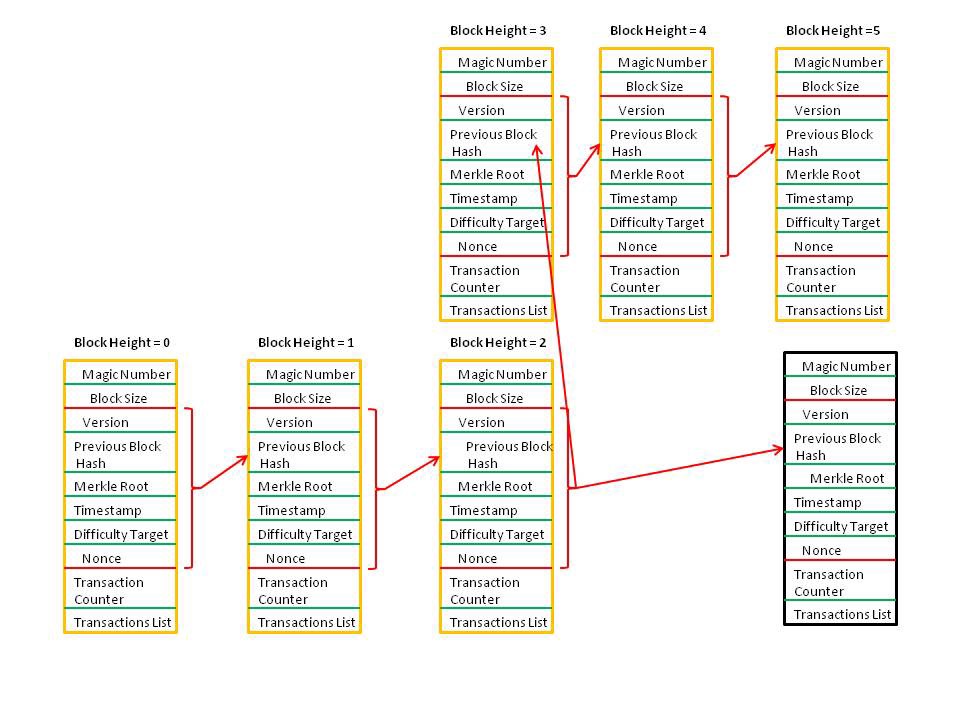 Block Height = 3
Magic Number
Block Size
Version
Previous Block
Hash
Merkle Root
Timestamp
Difficulty Target
Nonce
Transaction
Counter
Transactions List
Block Height = 4
Magic Number
Block Size
Version
Previous Block
Hash
Merkle Root
Timestamp
Difficulty Target
Nonce
Transaction
Counter
Transactions List
Block Height =5
Magic Number
Block Size
Version
Previous Block
Hash
Merkle Root
Timestamp
Difficulty Target
Nonce
Transaction
Counter
Transactions List
Block Height = 0
Magic Number
Block Size
Version
Previous Block
Hash
Merkle Root
Timestamp
Difficulty Target
Nonce
Transaction
Counter
Transactions List
Block Height = 1
Magic Number
Block Size
Version
Previous Block
Hash
Merkle Root
Timestamp
Difficulty Target
Nonce
Transaction
Counter
Transactions List
Block Height = 2
Magic Number
Block Size
Version
Previous Block
Hash
Merkle Root
Timestamp
Difficulty Target
Nonce
Transaction
Counter
Transactions List
Magic Number
Block Size
Version
Previous Block
Hash
Merkle Root
Timestamp
Difficulty Target
Nonce
Transaction
Counter
Transactions List